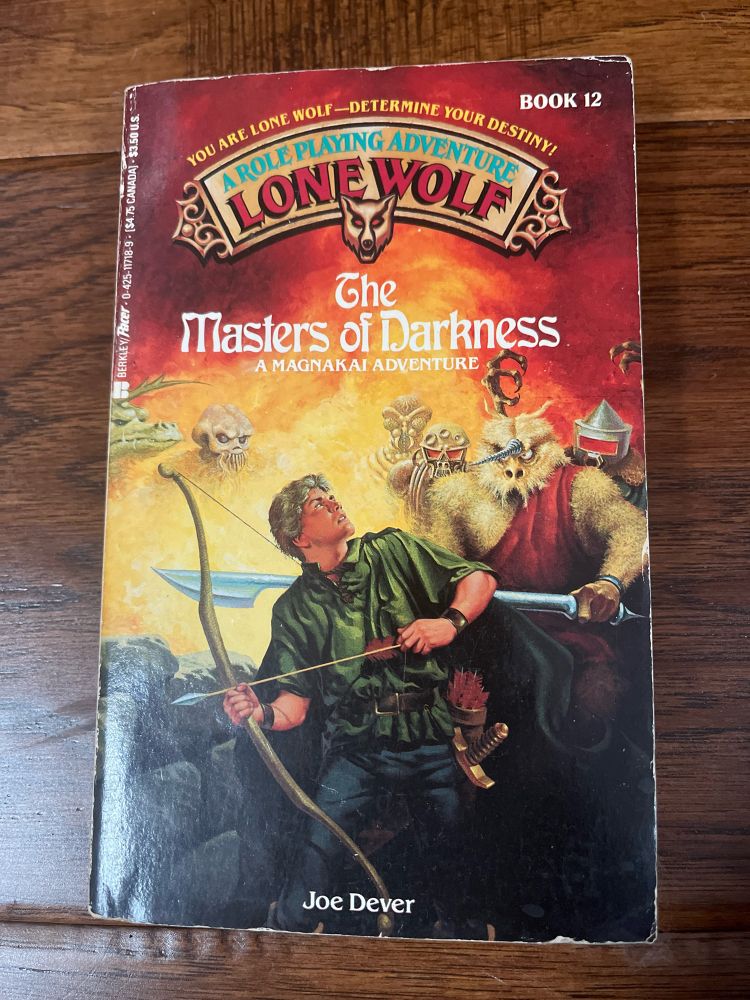 BOOK 12
YOU ARE LONE WOLF—DETERMINE YOUR DESTINY!
A ROLE PLAYING ADVENTURE
LONE WOLF
The
Masters of Darkness
A MAGNAKAI ADVENTURE
BERKLEY/Pacer • 0-425-11718-9 • [$4.75 CANADA] • $3.50 U.S.
Joe Dever